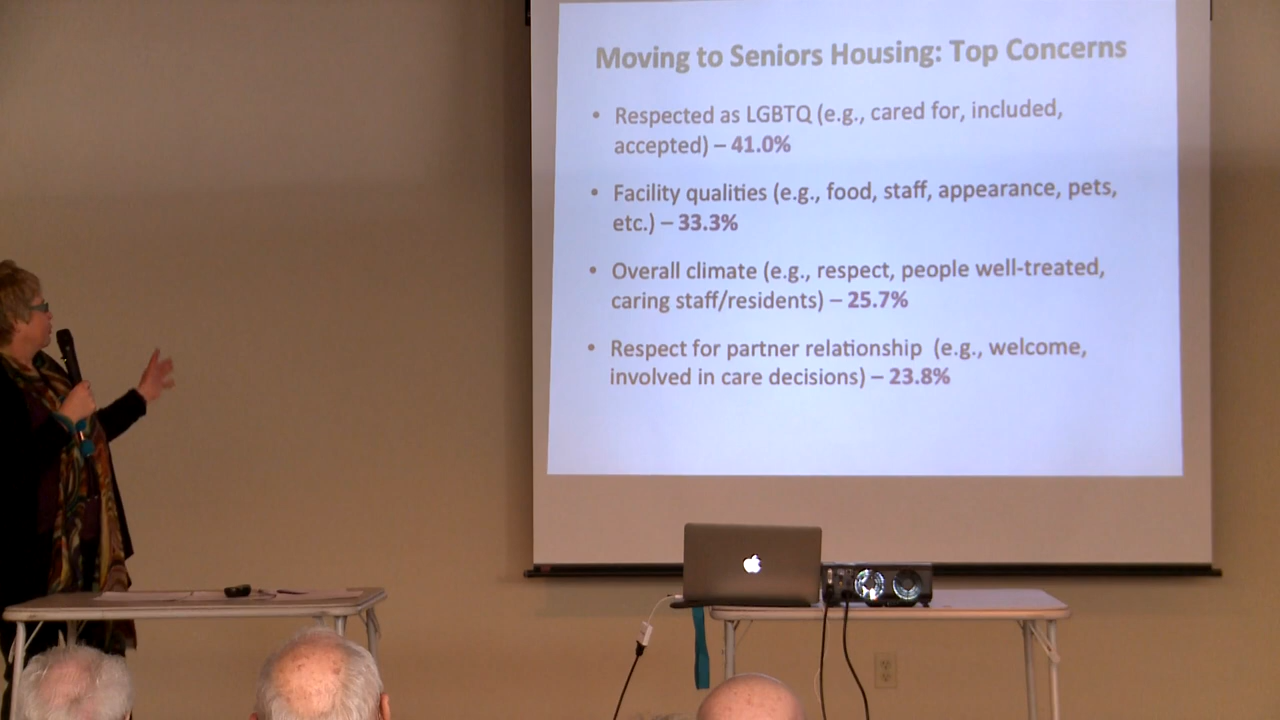 Moving to Seniors Housing: Top Concerns
• Respected as LGBTQ (e.g., cared for, included,
accepted) – 41.0%
• Facility qualities (e.g., food, staff, appearance, pets,
etc.) – 33.3%
• Overall climate (e.g., respect, people well-treated,
caring staff/residents) – 25.7%
• Respect for partner relationship (e.g., welcome,
involved in care decisions) – 23.8%